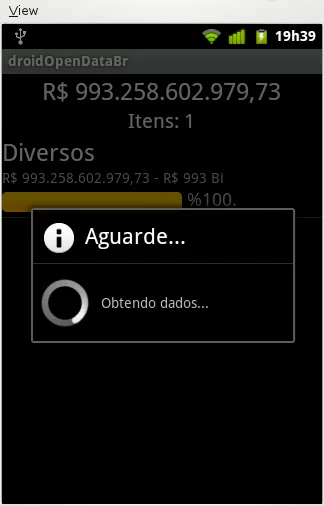 View
19h39
droidOpenDataBr
R$ 993.258.602.979,73
Itens: 1
Diversos
R$ 993.258.602.979,73 - R$ 993 BI
%100.
Aguarde...
Obtendo dados...